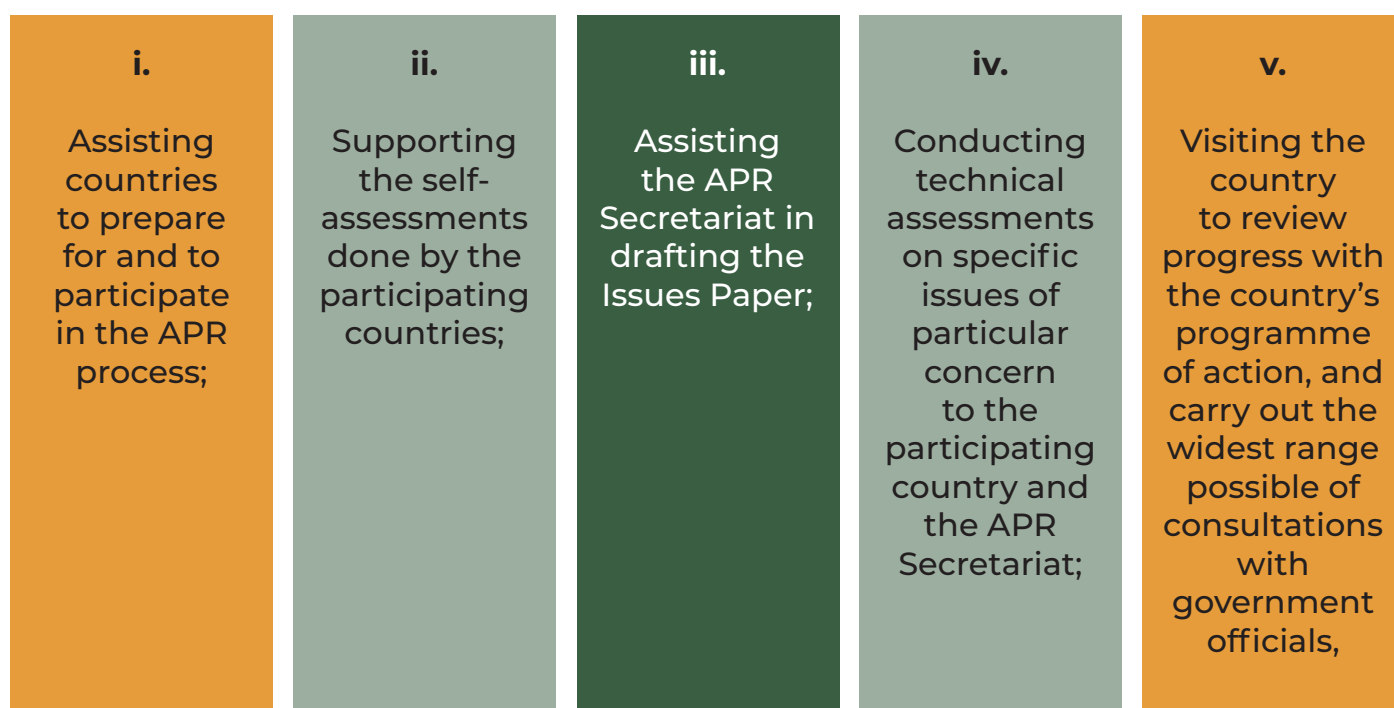 i.
Assisting
countries
to prepare
for and to
participate
in the APR
process;
ii.
Supporting
the self-
assessments
done by the
participating
countries;
iii.
Assisting
the APR
Secretariat in
drafting the
Issues Paper;
iv.
Conducting
technical
assessments
on specific
issues of
particular
concern
to the
participating
country and
the APR
Secretariat;
v.
Visiting the
country
to review
progress with
the country’s
programme
of action, and
carry out the
widest range
possible of
consultations
with
government
officials,